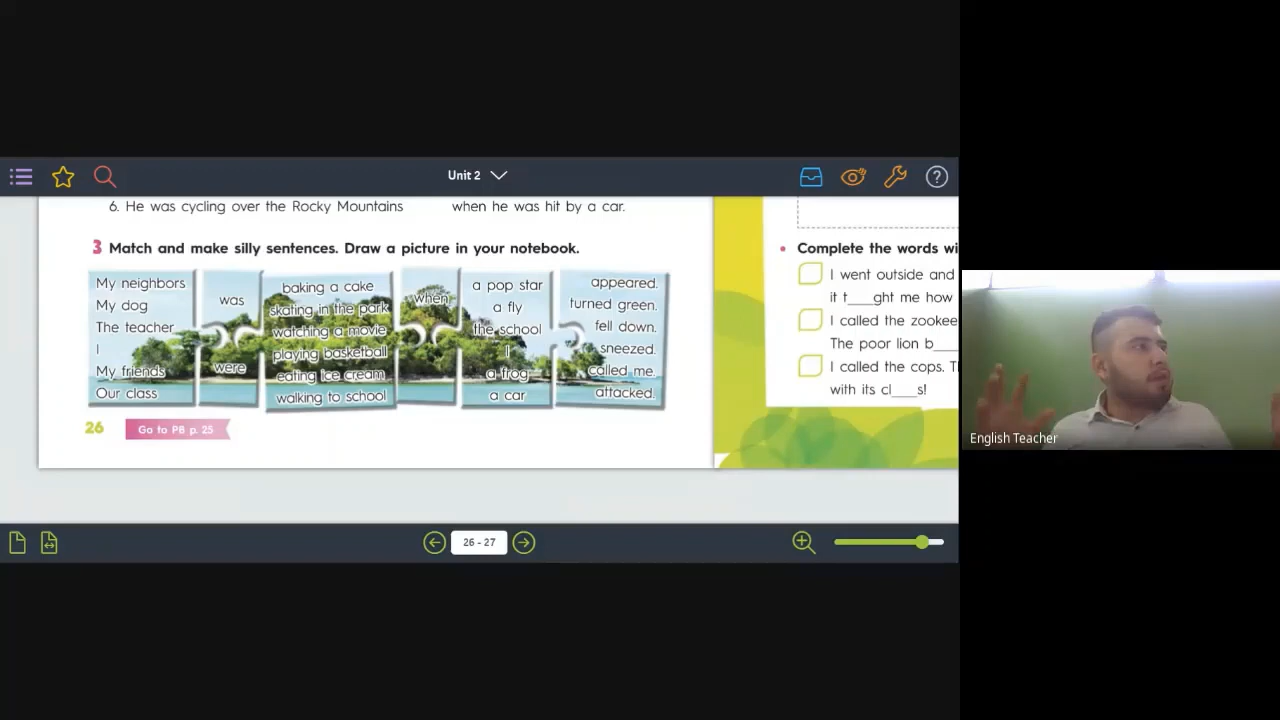 Unit 2
6. He was cycling over the Rocky Mountains when he was hit by a car.
3 Match and make silly sentences. Draw a picture in your notebook.
My neighbors
My dog
The teacher
I
My friends
Our class
was
were
baking a cake
skating in the park
watching a movie
playing basketball
eating ice cream
walking to school
when
a pop star
a fly
the school
I
a frog
a car
appeared.
turned green.
fell down.
sneezed.
called me.
attacked.
26
Go to PB p. 25
• Complete the words wi
I went outside and
it t___ght me how
I called the zookee
The poor lion b___
I called the cops. T
with its cl___s!
English Teacher
26 - 27